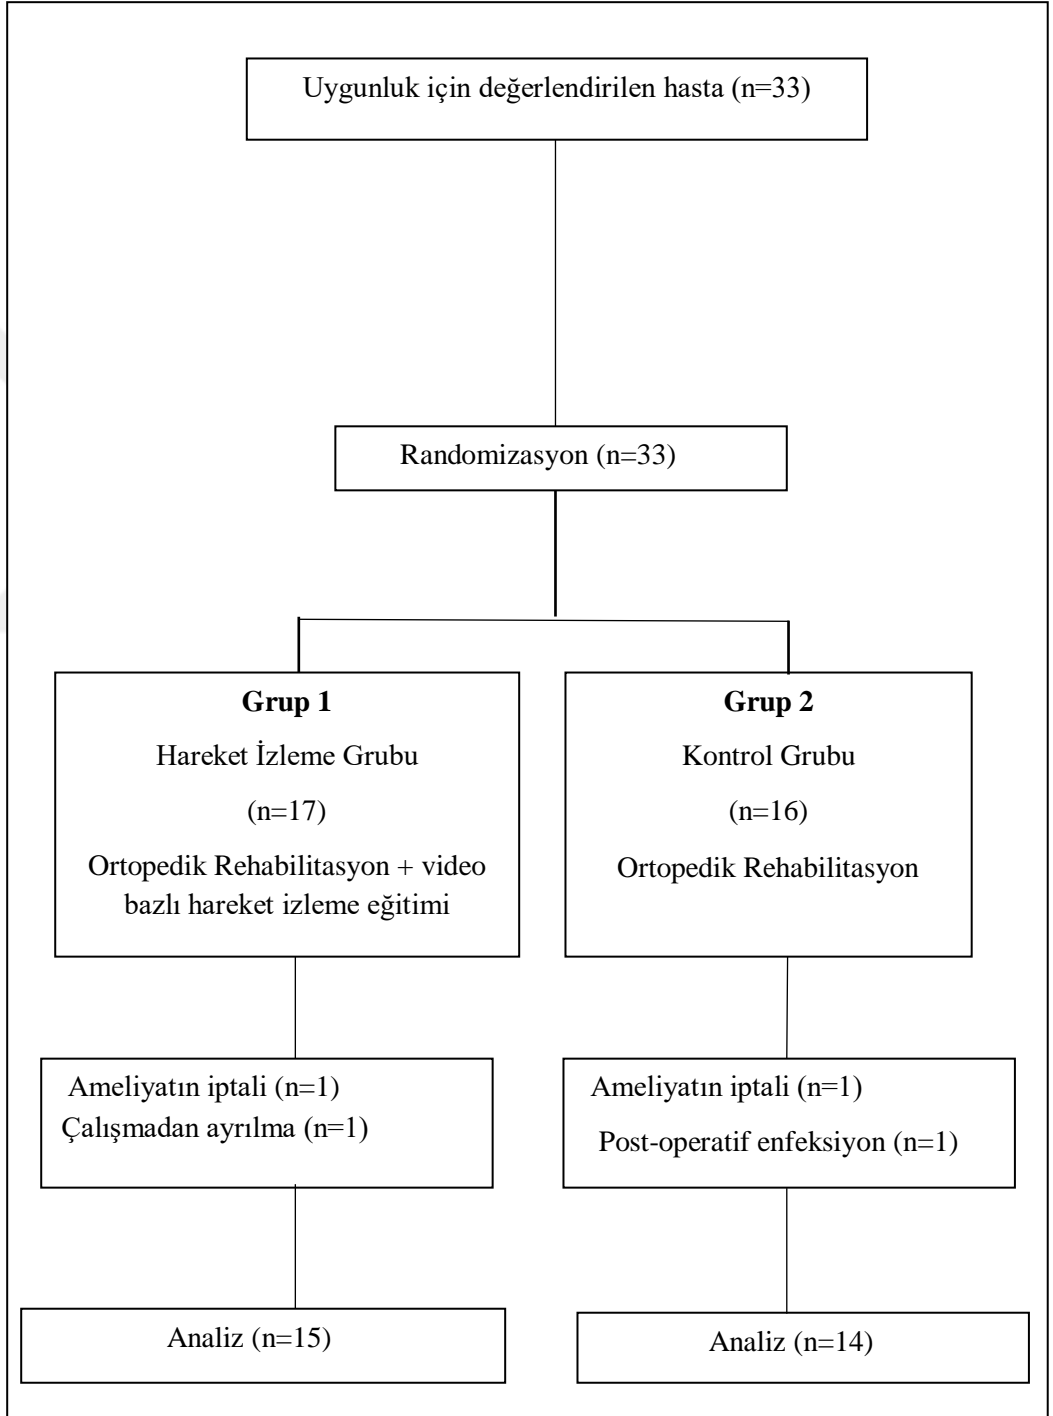 Uygunluk için değerlendirilen hasta (n=33)
Randomizasyon (n=33)
Grup 1
Hareket İzleme Grubu
(n=17)
Ortopedik Rehabilitasyon + video
bazlı hareket izleme eğitimi
Grup 2
Kontrol Grubu
(n=16)
Ortopedik Rehabilitasyon
Ameliyatın iptali (n=1)
Çalışmadan ayrılma (n=1)
Ameliyatın iptali (n=1)
Post-operatif enfeksiyon (n=1)
Analiz (n=15)
Analiz (n=14)